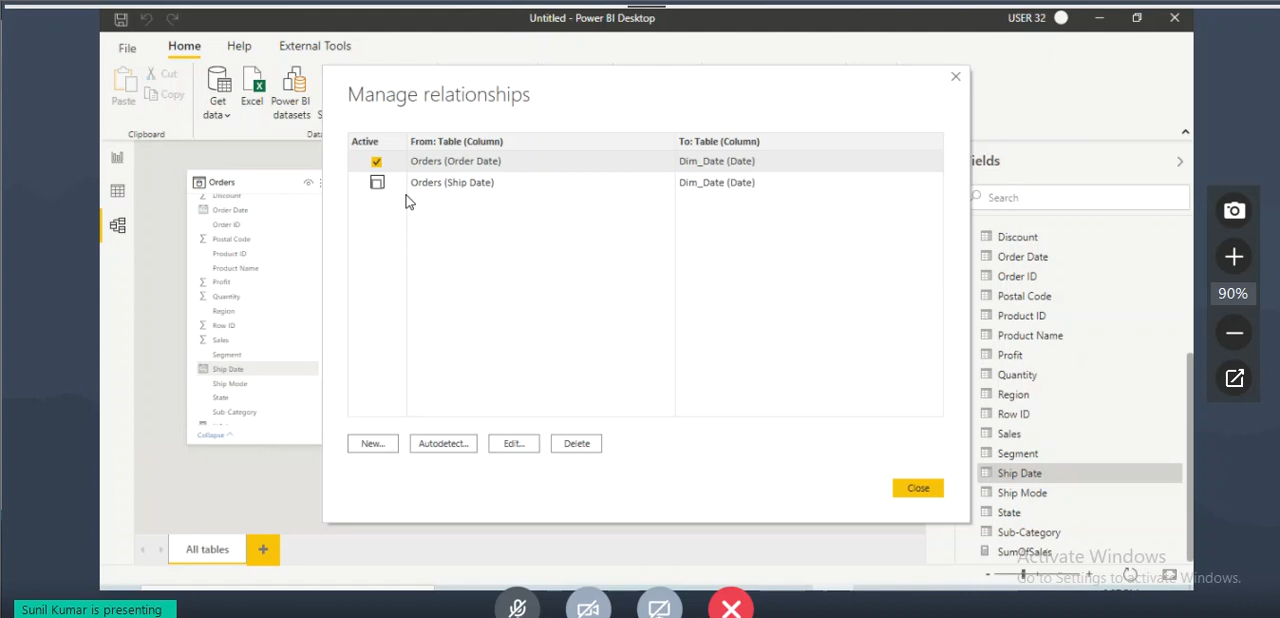 Untitled - Power BI Desktop
USER 32
File
Home
Help
External Tools
Paste
Cut
Copy
Clipboard
Get data
Excel
Power BI datasets
S
Dat
Manage relationships
Active
From: Table (Column)
To: Table (Column)
Orders (Order Date)
Dim_Date (Date)
Orders (Ship Date)
Dim_Date (Date)
New...
Autodetect...
Edit...
Delete
Close
Orders
Discount
Order Date
Order ID
Postal Code
Product ID
Product Name
Profit
Quantity
Region
Row ID
Sales
Segment
Ship Date
Ship Mode
State
Sub-Category
Collapse
ields
Search
Discount
Order Date
Order ID
Postal Code
Product ID
Product Name
Profit
Quantity
Region
Row ID
Sales
Segment
Ship Date
Ship Mode
State
Sub-Category
SumOfSales
All tables
90%
Activate Windows
Go to Settings to activate Windows.
Sunil Kumar is presenting